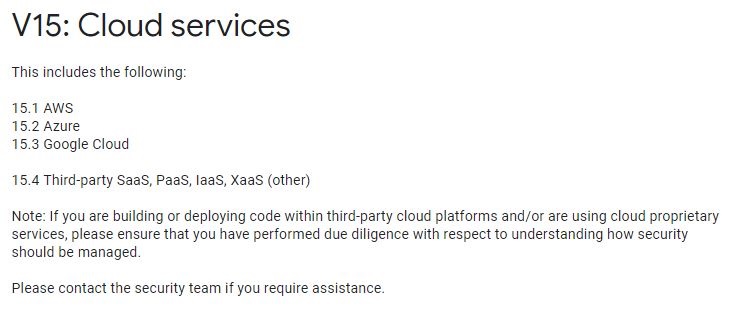 V15: Cloud services
This includes the following:
15.1 AWS
15.2 Azure
15.3 Google Cloud
15.4 Third-party SaaS, PaaS, IaaS, XaaS (other)
Note: If you are building or deploying code within third-party cloud platforms and/or are using cloud proprietary
services, please ensure that you have performed due diligence with respect to understanding how security
should be managed.
Please contact the security team if you require assistance.